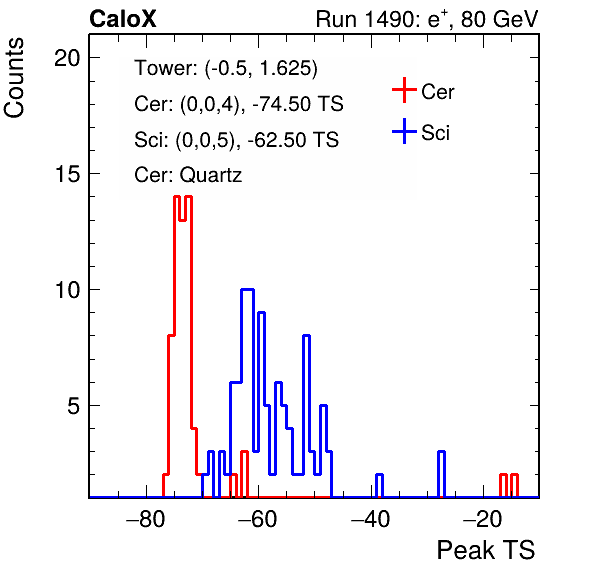 CaloX Run 1490: e⁺, 80 GeV
Counts
Tower: (-0.5, 1.625)
Cer: (0,0,4), -74.50 TS
Sci: (0,0,5), -62.50 TS
Cer: Quartz
Cer
Sci
20
15
10
5
−80 −60 −40 −20
Peak TS